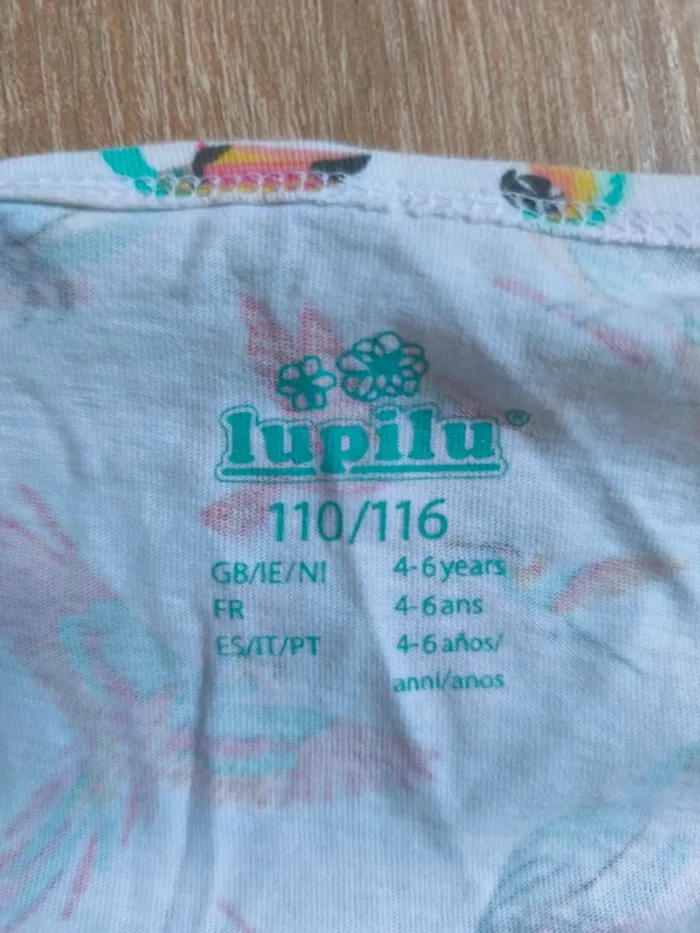 lupilu®
110/116
GB/IE/NI 4-6 years
FR 4-6 ans
ES/IT/PT 4-6 años/
anni/anos